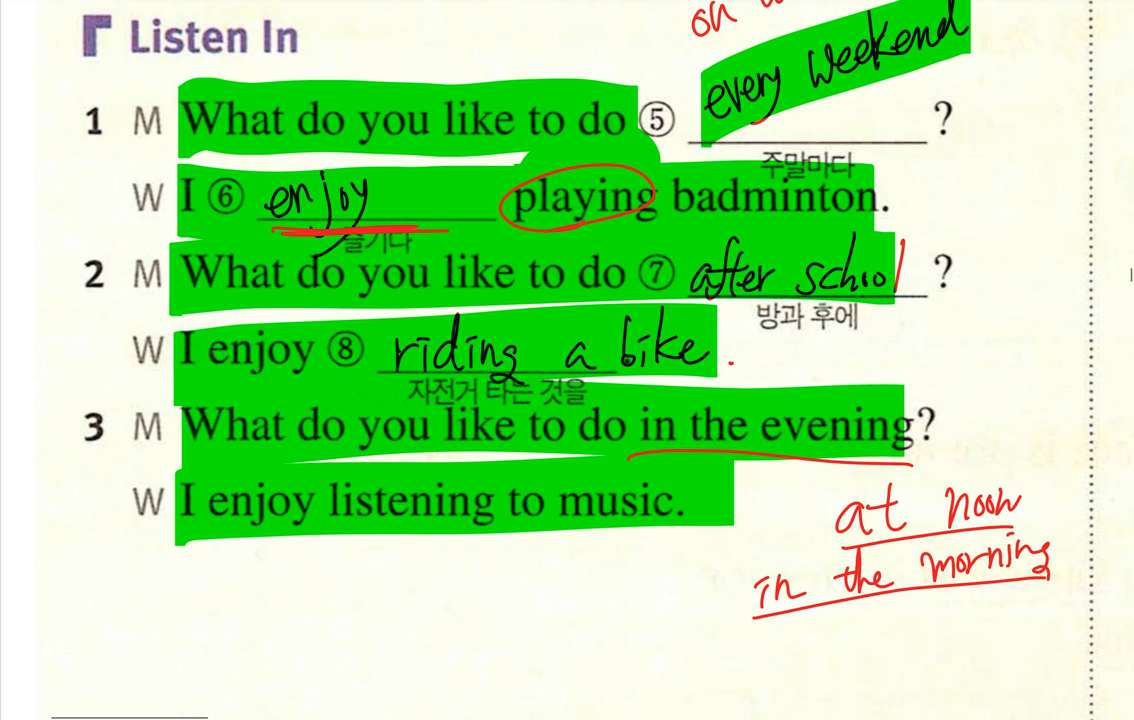 Listen In
on
every weekend
1 M What do you like to do ⑤ ?
주말마다
W I ⑥ enjoy playing badminton.
즐기다
2 M What do you like to do ⑦ after school ?
방과 후에
W I enjoy ⑧ riding a bike .
자전거 타는 것을
3 M What do you like to do in the evening?
W I enjoy listening to music.
at noon
in the morning